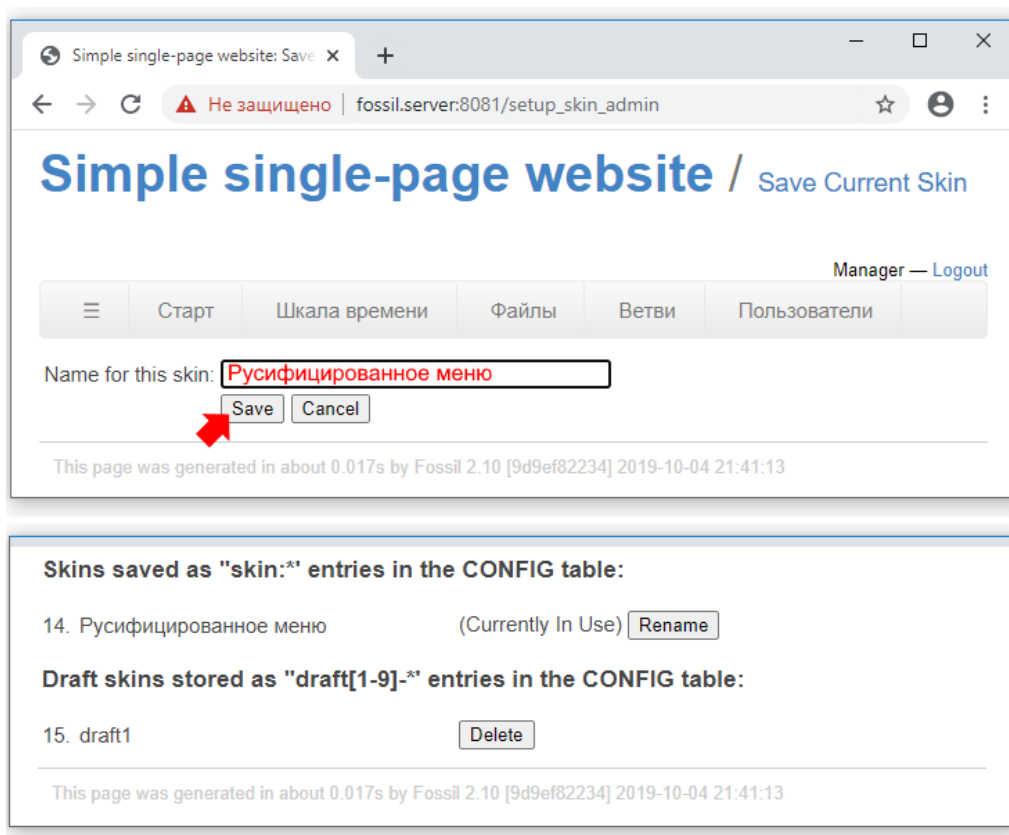 Simple single-page website: Save
Не защищено | fossil.server:8081/setup_skin_admin
Simple single-page website / Save Current Skin
Manager — Logout
☰ Старт Шкала времени Файлы Ветви Пользователи
Name for this skin: Русифицированное меню
Save Cancel
This page was generated in about 0.017s by Fossil 2.10 [9d9ef82234] 2019-10-04 21:41:13
Skins saved as "skin:*' entries in the CONFIG table:
14. Русифицированное меню (Currently In Use) Rename
Draft skins stored as "draft[1-9]-*' entries in the CONFIG table:
15. draft1 Delete
This page was generated in about 0.017s by Fossil 2.10 [9d9ef82234] 2019-10-04 21:41:13